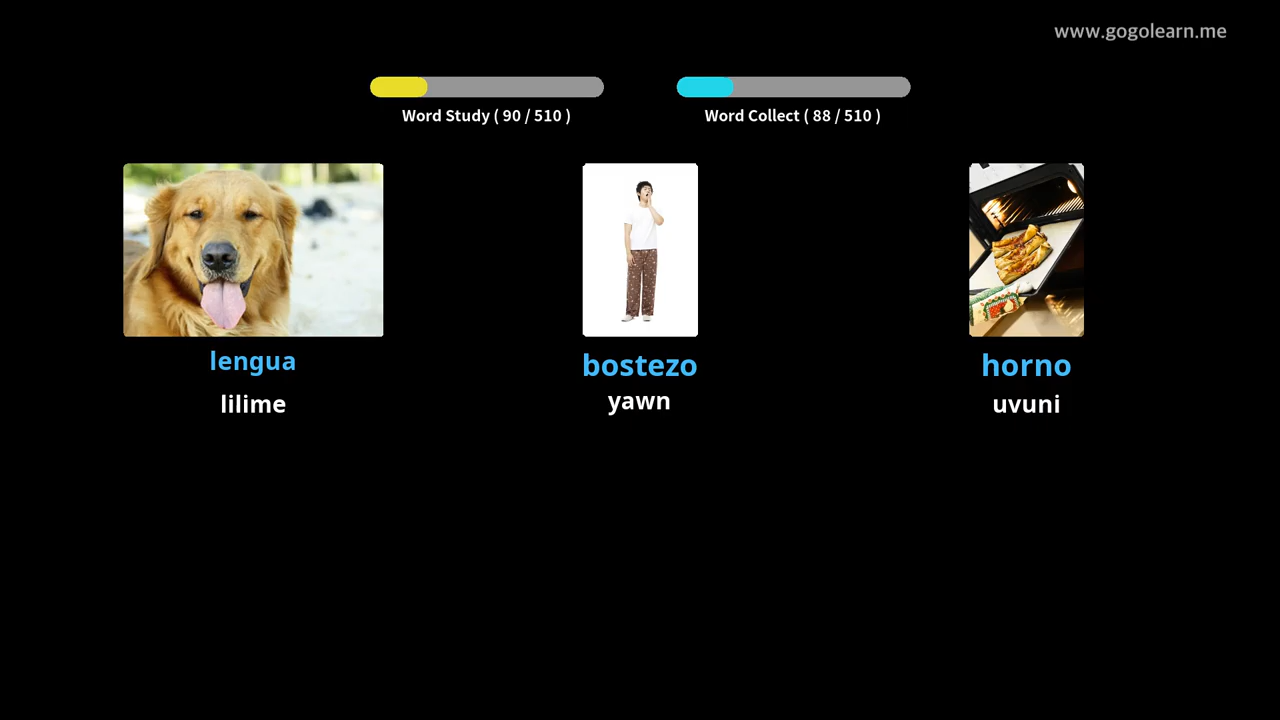 www.gogolearn.me
Word Study ( 90 / 510 )
Word Collect ( 88 / 510 )
lengua
lilime
bostezo
yawn
horno
uvuni